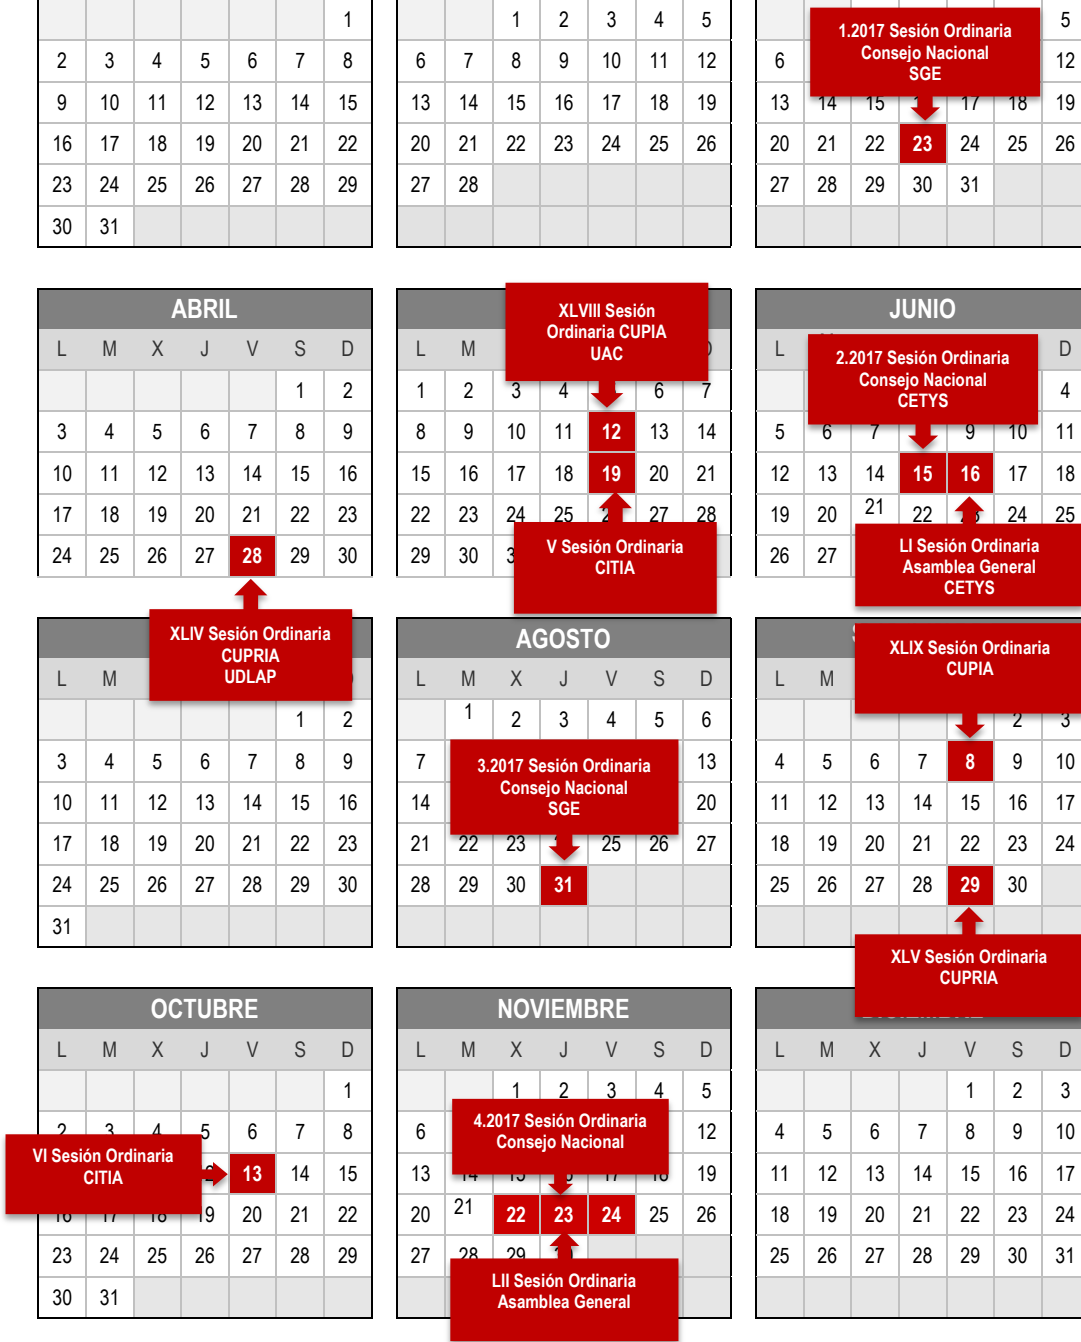 1 1 2 3 4 5 5
1.2017 Sesión Ordinaria
Consejo Nacional
SGE
2 3 4 5 6 7 8 6 7 8 9 10 11 12 6 12
9 10 11 12 13 14 15 13 14 15 16 17 18 19 13 14 15 17 18 19
16 17 18 19 20 21 22 20 21 22 23 24 25 26 20 21 22 23 24 25 26
23 24 25 26 27 28 29 27 28 27 28 29 30 31
30 31
ABRIL
L M X J V S D
1 2
3 4 5 6 7 8 9
10 11 12 13 14 15 16
17 18 19 20 21 22 23
24 25 26 27 28 29 30
XLIV Sesión Ordinaria
CUPRIA
UDLAP
XLVIII Sesión
Ordinaria CUPIA
UAC
L M
1 2 3 4 6 7
8 9 10 11 12 13 14
15 16 17 18 19 20 21
22 23 24 25 27 28
29 30
V Sesión Ordinaria
CITIA
JUNIO
L D
2.2017 Sesión Ordinaria
Consejo Nacional
CETYS
4
5 6 7 9 10 11
12 13 14 15 16 17 18
19 20 21 22 24 25
26 27
LI Sesión Ordinaria
Asamblea General
CETYS
L M
1 2
3 4 5 6 7 8 9
10 11 12 13 14 15 16
17 18 19 20 21 22 23
24 25 26 27 28 29 30
31
AGOSTO
L M X J V S D
1 2 3 4 5 6
7 13
14 20
3.2017 Sesión Ordinaria
Consejo Nacional
SGE
21 22 23 25 26 27
28 29 30 31
XLIX Sesión Ordinaria
CUPIA
L M
2 3
4 5 6 7 8 9 10
11 12 13 14 15 16 17
18 19 20 21 22 23 24
25 26 27 28 29 30
XLV Sesión Ordinaria
CUPRIA
OCTUBRE
L M X J V S D
1
2 3 4 5 6 7 8
VI Sesión Ordinaria
CITIA
13 14 15
16 17 18 19 20 21 22
23 24 25 26 27 28 29
30 31
NOVIEMBRE
L M X J V S D
1 2 3 4 5
4.2017 Sesión Ordinaria
Consejo Nacional
6 12
13 14 15 17 18 19
20 21 22 23 24 25 26
27 28 29 30
LII Sesión Ordinaria
Asamblea General
L M X J V S D
1 2 3
4 5 6 7 8 9 10
11 12 13 14 15 16 17
18 19 20 21 22 23 24
25 26 27 28 29 30 31